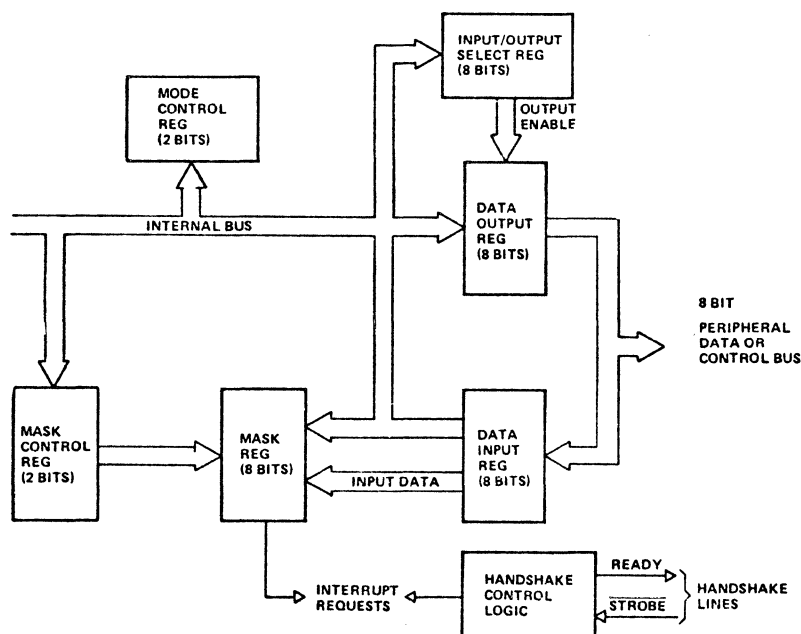 INPUT/OUTPUT
SELECT REG
(8 BITS)
MODE
CONTROL
REG
(2 BITS)
OUTPUT
ENABLE
DATA
OUTPUT
REG
(8 BITS)
INTERNAL BUS
8 BIT
PERIPHERAL
DATA OR
CONTROL BUS
MASK
CONTROL
REG
(2 BITS)
MASK
REG
(8 BITS)
DATA
INPUT
REG
(8 BITS)
INPUT DATA
INTERRUPT
REQUESTS
HANDSHAKE
CONTROL
LOGIC
READY
STROBE
HANDSHAKE
LINES